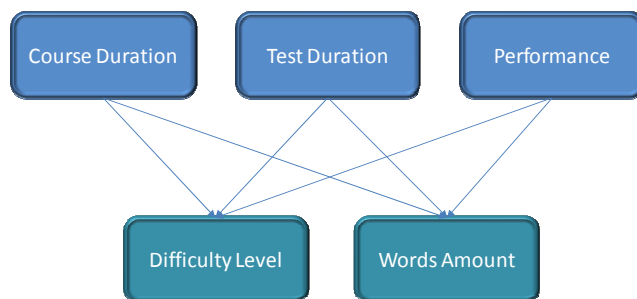 Course Duration
Test Duration
Performance
Difficulty Level
Words Amount